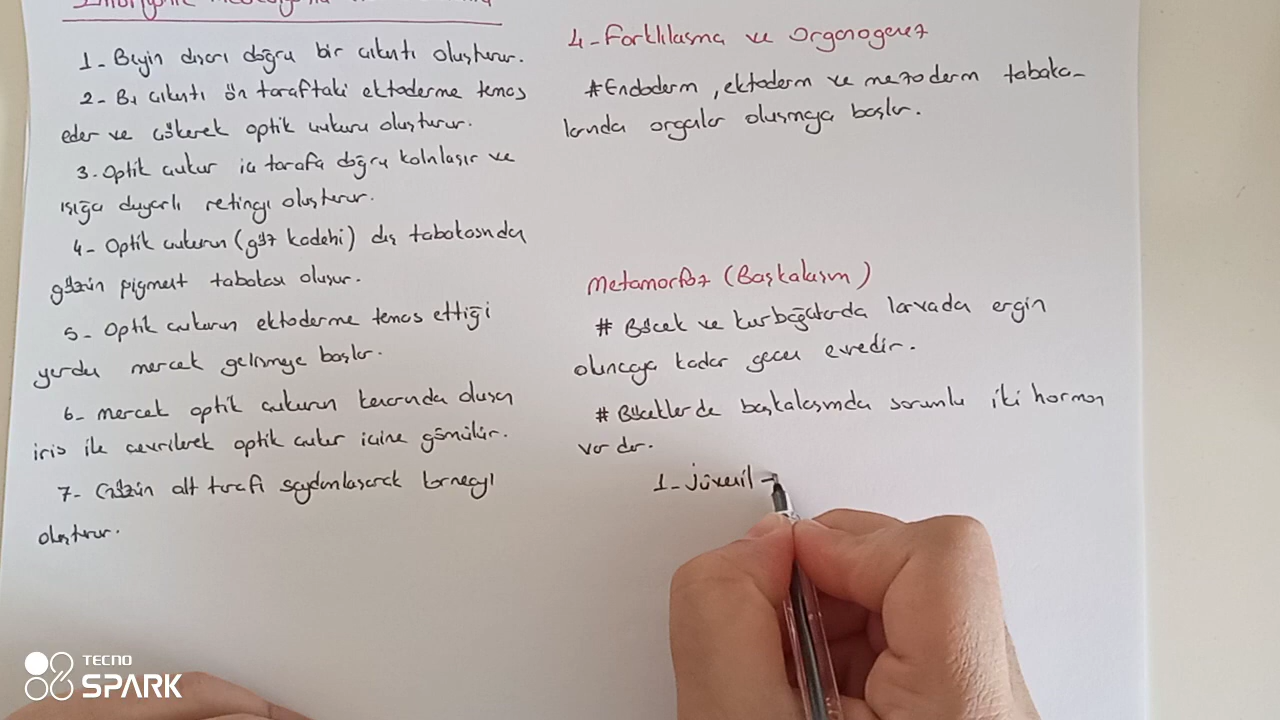 1- Beyin dışarı doğru bir çıkıntı oluşturur.
2- Bu çıkıntı ön taraftaki ektoderme temas
eder ve çökerek optik çukuru oluşturur.
3- Optik çukur iç tarafa doğru kalınlaşır ve
ışığa duyarlı retinayı oluşturur.
4- Optik çukurun (göz kadehi) dış tabakasında
gözün pigment tabakası oluşur.
5- Optik çukurun ektoderme temas ettiği
yerden mercek gelişmeye başlar.
6- mercek optik çukurun kenarında oluşan
iris ile çevrilerek optik çukur içine gömülür.
7- Gözün alt tarafı saydamlaşarak korneayı
oluşturur.
4- Farklılaşma ve Organogenez
#Endoderm, ektoderm ve mezoderm tabaka-
larında organlar oluşmaya başlar.
Metamorfoz (Başkalaşım)
# Böcek ve kurbağalarda larvada ergin
oluncaya kadar geçen evredir.
# Böceklerde başkalaşımda sorumlu iki hormon
vardır.
1- Jüvenil -
TECNO
SPARK